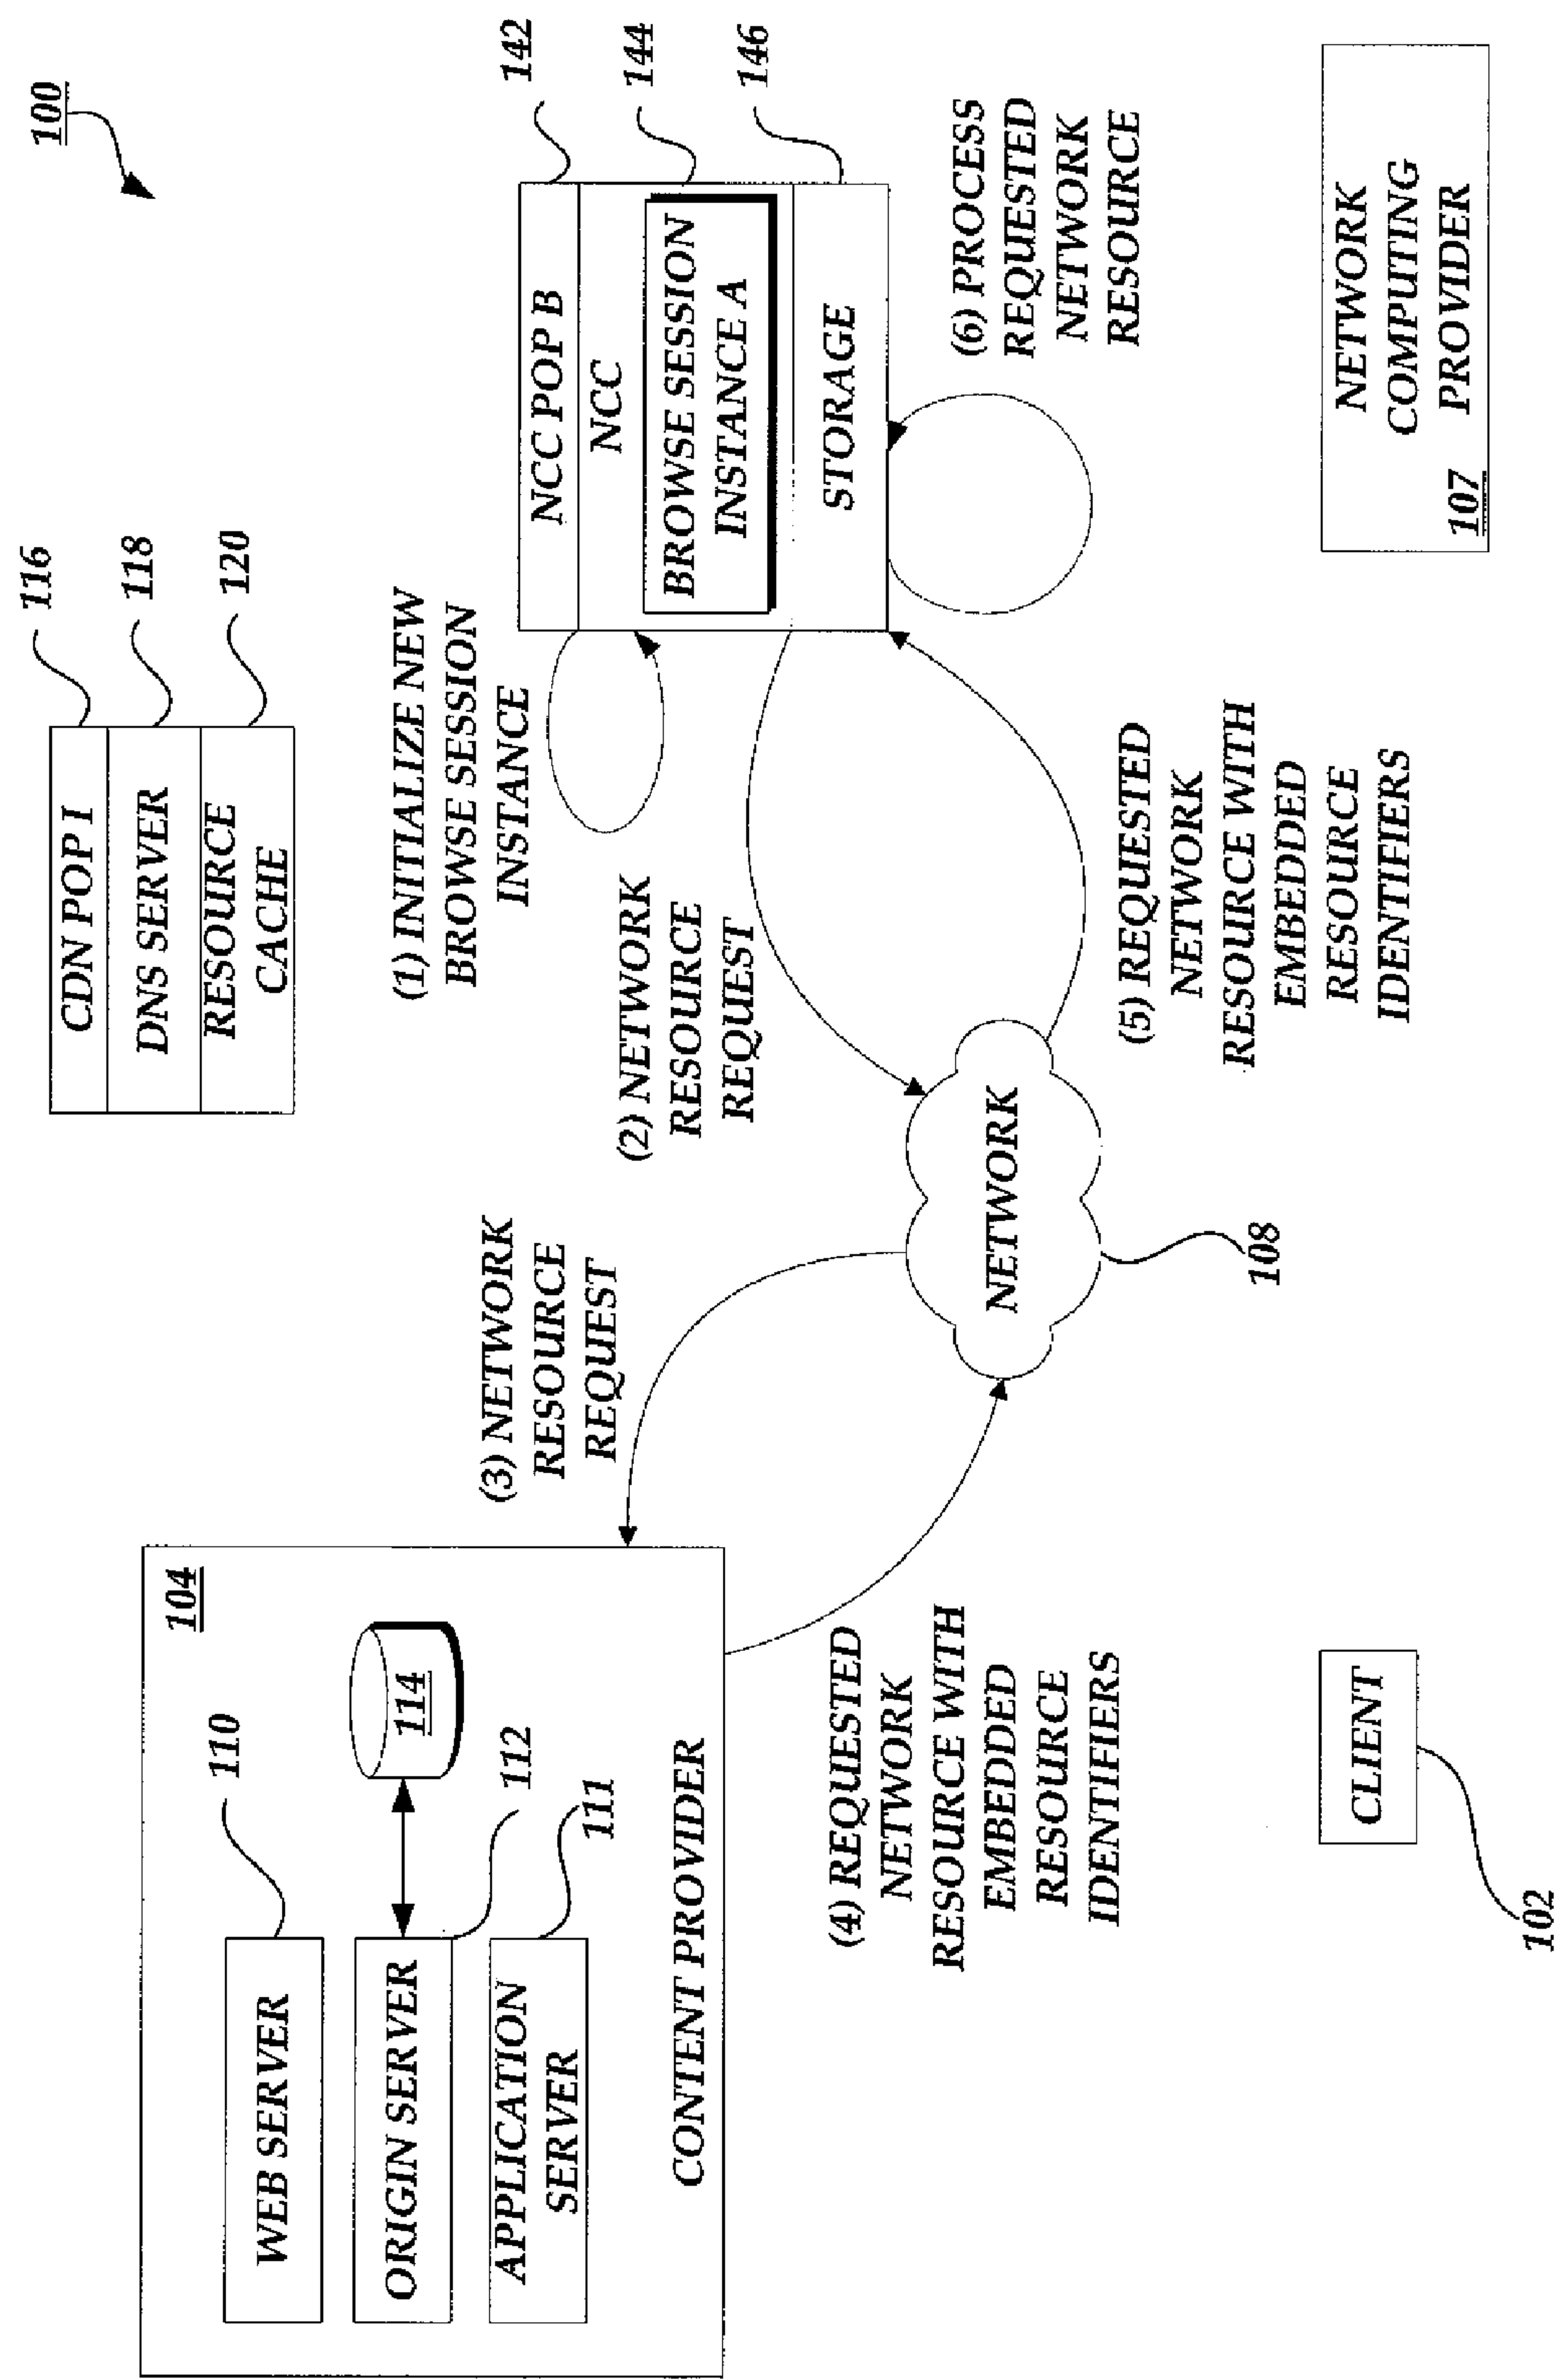 100
104
WEB SERVER
110
ORIGIN SERVER
114
112
APPLICATION
SERVER
111
CONTENT PROVIDER
CDN POP I
DNS SERVER
RESOURCE
CACHE
116
118
120
(1) INITIALIZE NEW
BROWSE SESSION
INSTANCE
NCC POP B
NCC
BROWSE SESSION
INSTANCE A
STORAGE
142
144
146
(2) NETWORK
RESOURCE
REQUEST
(3) NETWORK
RESOURCE
REQUEST
(4) REQUESTED
NETWORK
RESOURCE WITH
EMBEDDED
RESOURCE
IDENTIFIERS
NETWORK
108
(5) REQUESTED
NETWORK
RESOURCE WITH
EMBEDDED
RESOURCE
IDENTIFIERS
(6) PROCESS
REQUESTED
NETWORK
RESOURCE
CLIENT
102
NETWORK
COMPUTING
PROVIDER
107